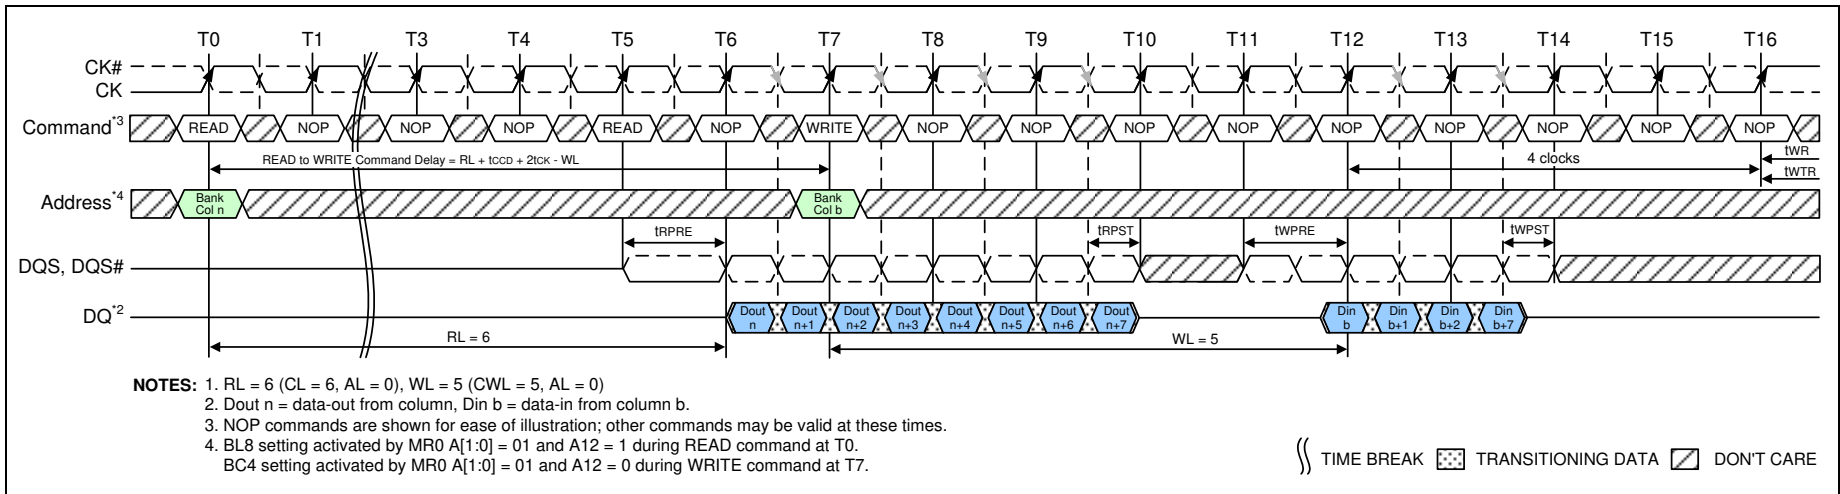 T0 T1 T3 T4 T5 T6 T7 T8 T9 T10 T11 T12 T13 T14 T15 T16
CK#
CK
Command*3 READ NOP NOP NOP READ NOP WRITE NOP NOP NOP NOP NOP NOP NOP NOP NOP
READ to WRITE Command Delay = RL + tCCD + 2tCK - WL
4 clocks
tWR
tWTR
Address*4
Bank
Col n
Bank
Col b
tRPRE tRPST tWPRE tWPST
DQS, DQS#
DQ*2
Dout
n
Dout
n+1
Dout
n+2
Dout
n+3
Dout
n+4
Dout
n+5
Dout
n+6
Dout
n+7
Din
b
Din
b+1
Din
b+2
Din
b+7
RL = 6
WL = 5
NOTES: 1. RL = 6 (CL = 6, AL = 0), WL = 5 (CWL = 5, AL = 0)
2. Dout n = data-out from column, Din b = data-in from column b.
3. NOP commands are shown for ease of illustration; other commands may be valid at these times.
4. BL8 setting activated by MR0 A[1:0] = 01 and A12 = 1 during READ command at T0.
BC4 setting activated by MR0 A[1:0] = 01 and A12 = 0 during WRITE command at T7.
TIME BREAK TRANSITIONING DATA DON'T CARE